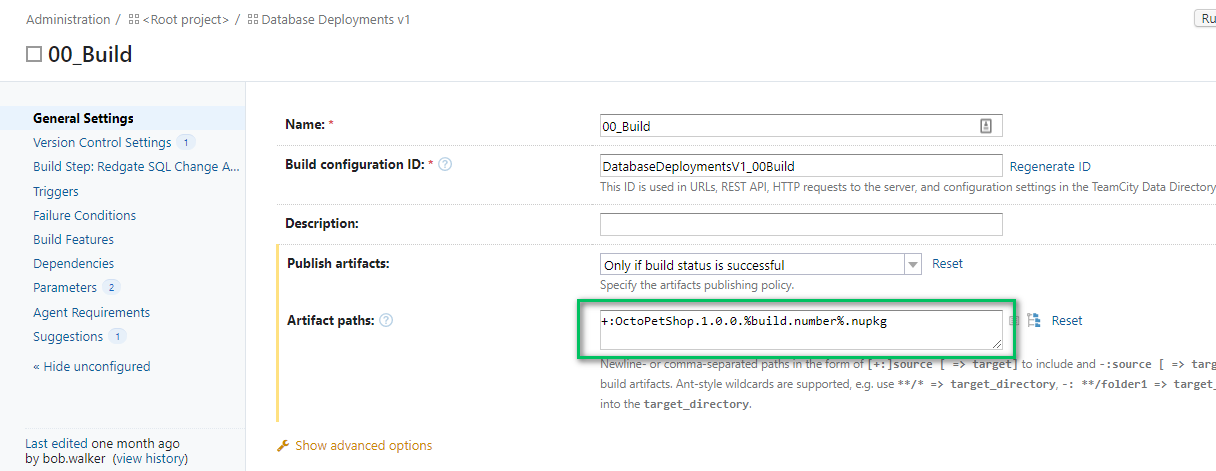 Administration / <Root project> / Database Deployments v1
Ru
00_Build
General Settings
Version Control Settings 1
Build Step: Redgate SQL Change A...
Triggers
Failure Conditions
Build Features
Dependencies
Parameters 2
Agent Requirements
Suggestions 1
« Hide unconfigured
Last edited one month ago
by bob.walker (view history)
Name: *
00_Build
Build configuration ID: * ?
DatabaseDeploymentsV1_00Build
Regenerate ID
This ID is used in URLs, REST API, HTTP requests to the server, and configuration settings in the TeamCity Data Directory
Description:
Publish artifacts:
Only if build status is successful
Reset
Specify the artifacts publishing policy.
Artifact paths: ?
+:OctoPetShop.1.0.0.%build.number%.nupkg
Reset
Newline- or comma-separated paths in the form of [+:]source [ => target] to include and -:source [ => targ
build artifacts. Ant-style wildcards are supported, e.g. use **/* => target_directory, -: **/folder1 => target_
into the target_directory.
Show advanced options